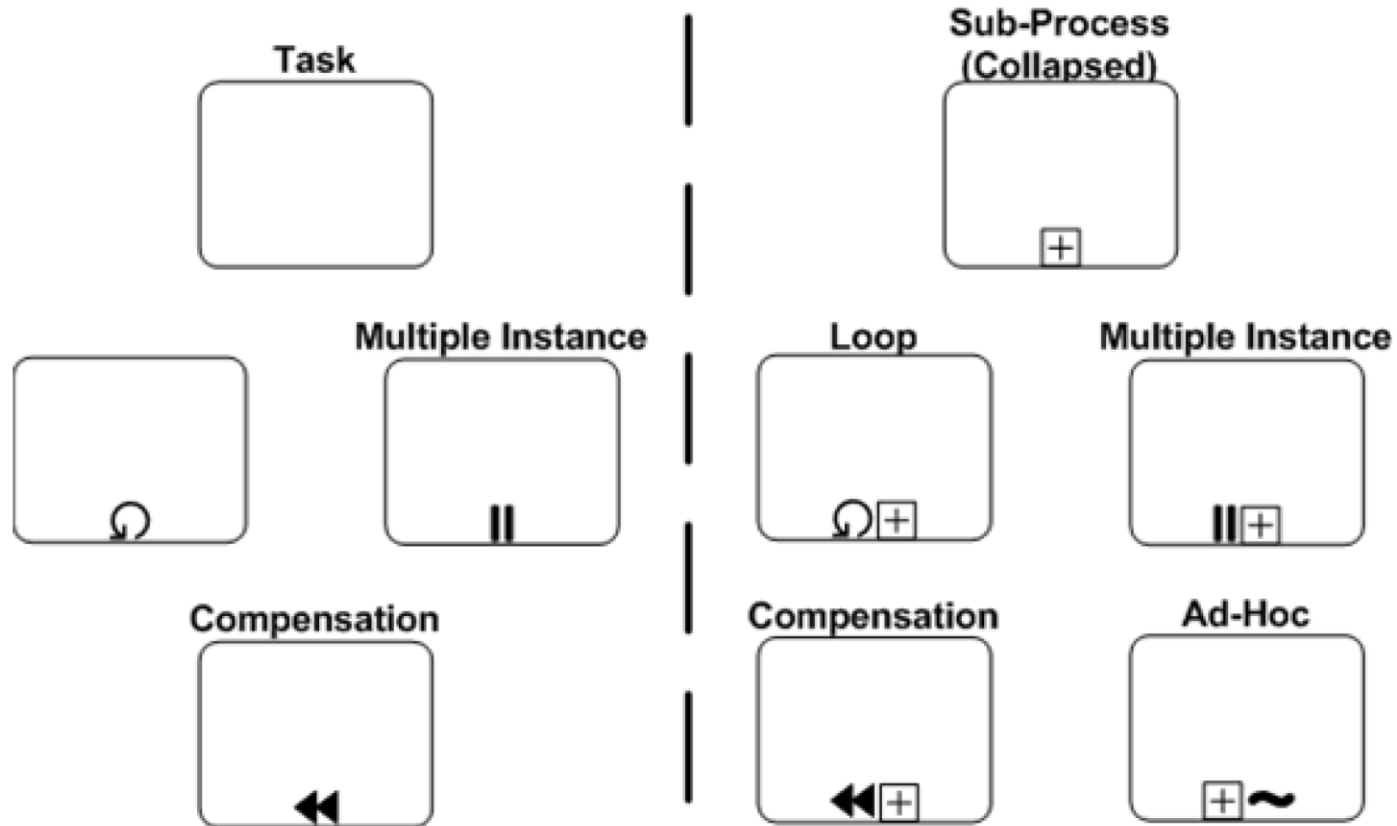 Task
Sub-Process
(Collapsed)
Multiple Instance
Loop
Multiple Instance
Compensation
Compensation
Ad-Hoc